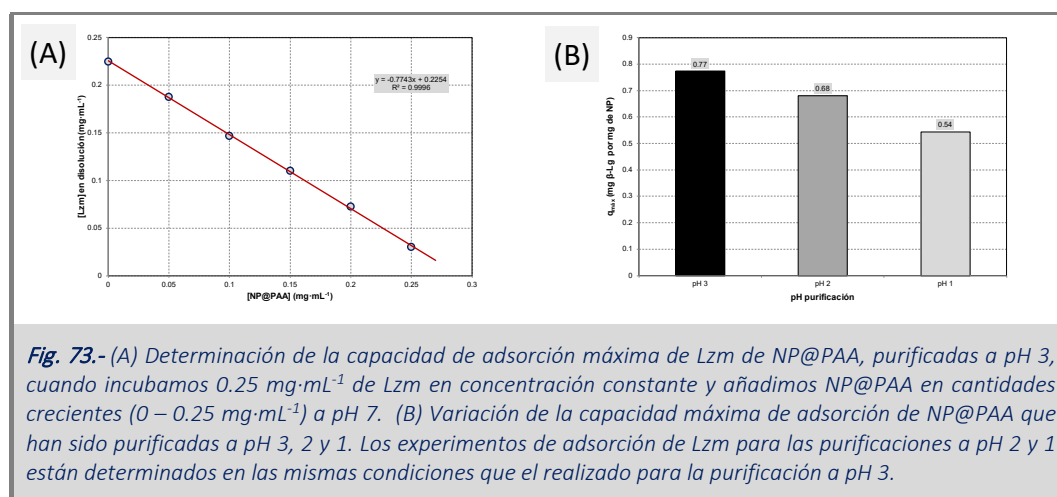 (A)
0.25
0.2
0.15
0.1
0.05
0
[Lzm] en disolución (mg·mL-1)
y = -0.7743x + 0.2254
R² = 0.9996
0 0.05 0.1 0.15 0.2 0.25 0.3
[NP@PAA] (mg·mL-1)
(B)
0.9
0.8
0.7
0.6
0.5
0.4
0.3
0.2
0.1
0
qmáx (mg β-Lg por mg de NP)
0.77
0.68
0.54
pH 3 pH 2 pH 1
pH purificación
Fig. 73.- (A) Determinación de la capacidad de adsorción máxima de Lzm de NP@PAA, purificadas a pH 3,
cuando incubamos 0.25 mg·mL-1 de Lzm en concentración constante y añadimos NP@PAA en cantidades
crecientes (0 – 0.25 mg·mL-1) a pH 7. (B) Variación de la capacidad máxima de adsorción de NP@PAA que
han sido purificadas a pH 3, 2 y 1. Los experimentos de adsorción de Lzm para las purificaciones a pH 2 y 1
están determinados en las mismas condiciones que el realizado para la purificación a pH 3.